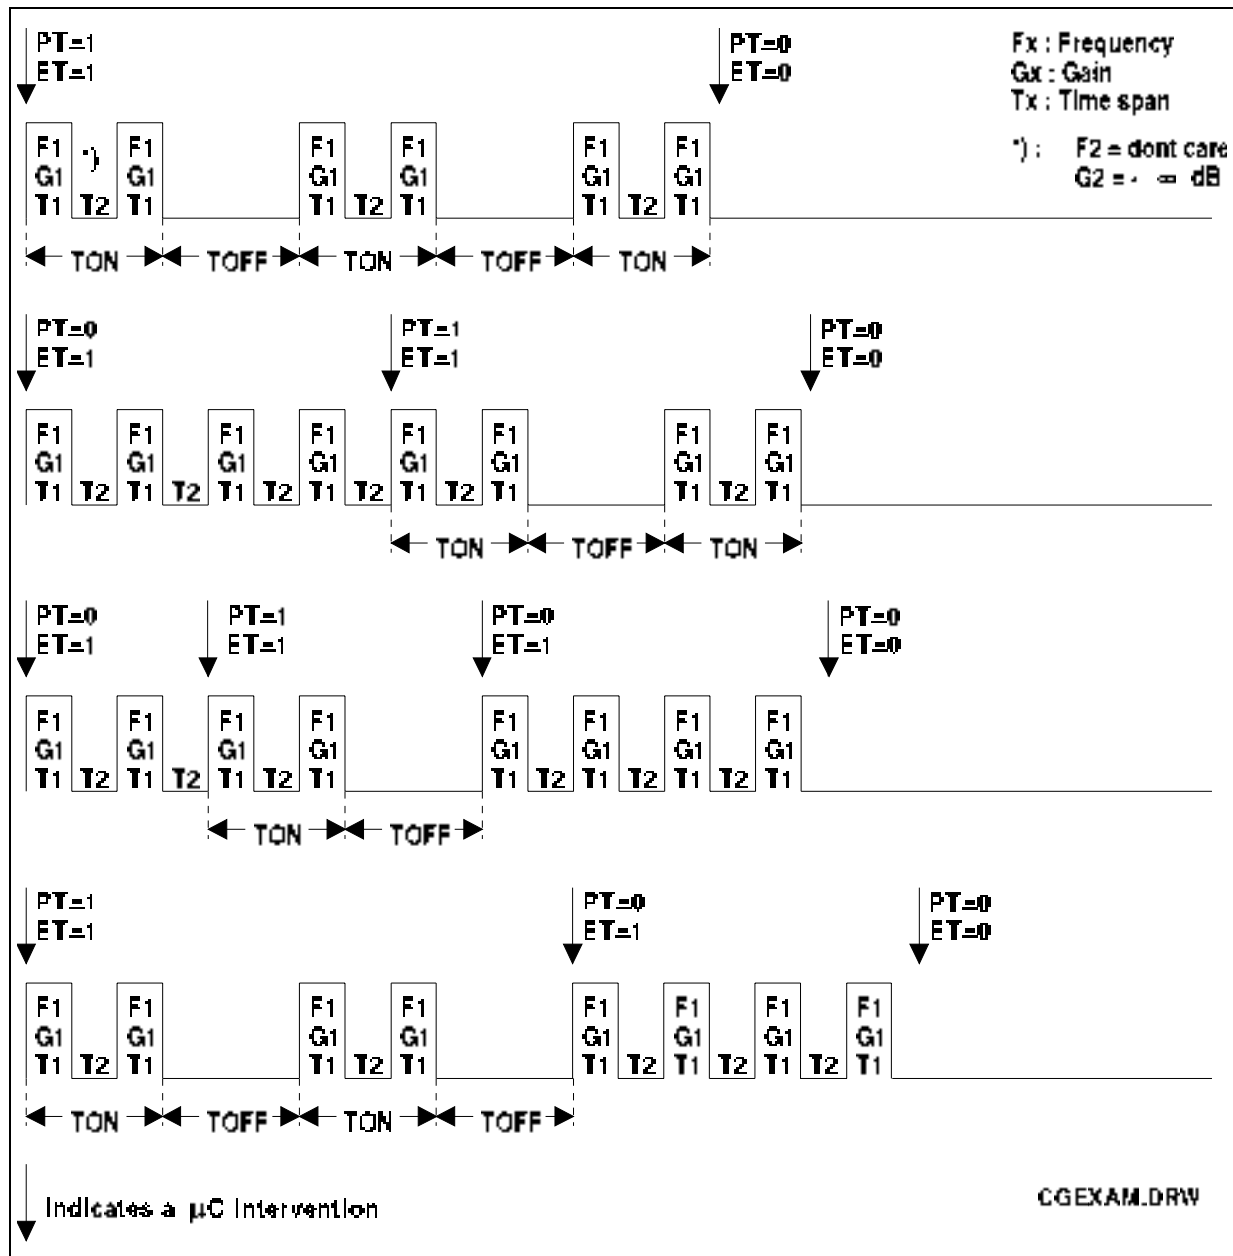 PT=1 PT=0 Fx : Frequency
ET=1 ET=0 Gx : Gain
Tx : Time span
*) : F2 = dont care
G2 = - ∞ dB
F1 *) F1 F1 F1 F1 F1
G1 G1 G1 G1 G1 G1
T1 T2 T1 T1 T2 T1 T1 T2 T1
TON TOFF TON TOFF TON
PT=0 PT=1 PT=0
ET=1 ET=1 ET=0
F1 F1 F1 F1 F1 F1 F1 F1
G1 G1 G1 G1 G1 G1 G1 G1
T1 T2 T1 T2 T1 T2 T1 T2 T1 T2 T1 T1 T2 T1
TON TOFF TON
PT=0 PT=1 PT=0 PT=0
ET=1 ET=1 ET=1 ET=0
F1 F1 F1 F1 F1 F1 F1 F1
G1 G1 G1 G1 G1 G1 G1 G1
T1 T2 T1 T2 T1 T2 T1 T1 T2 T1 T2 T1 T2 T1
TON TOFF
PT=1 PT=0 PT=0
ET=1 ET=1 ET=0
F1 F1 F1 F1 F1 F1 F1 F1
G1 G1 G1 G1 G1 G1 G1 G1
T1 T2 T1 T1 T2 T1 T1 T2 T1 T2 T1 T2 T1
TON TOFF TON TOFF
Indicates a µC Intervention
CGEXAM.DRW